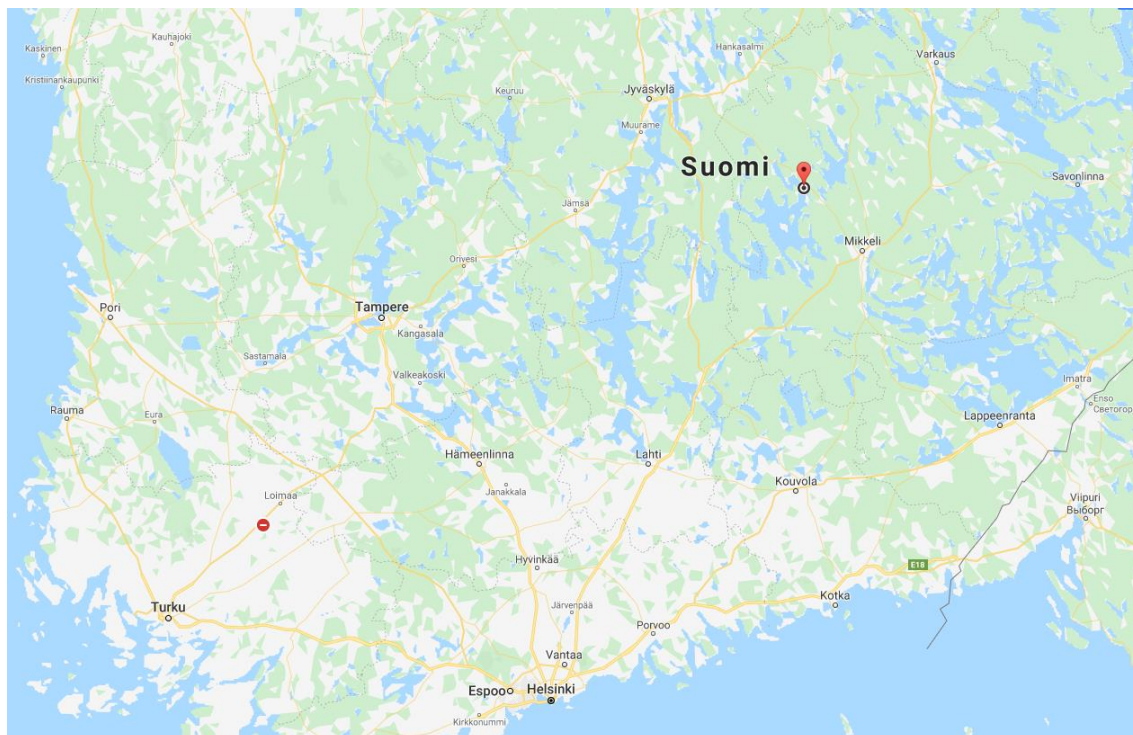 Kauhajoki
Kaskinen
Hankasalmi
Varkaus
Kristiinankaupunki
Keuruu
Jyväskylä
Muurame
Suomi
Savonlinna
Jämsä
Mikkeli
Orivesi
Pori
Tampere
Kangasala
Sastamala
Valkeakoski
Imatra
Rauma
Eura
Enso
Светогор
Lappeenranta
Hämeenlinna
Lahti
Kouvola
Janakkala
Loimaa
Viipuri
Выборг
Hyvinkää
E18
Kotka
Turku
Järvenpää
Porvoo
Vantaa
Espoo
Helsinki
Kirkkonummi